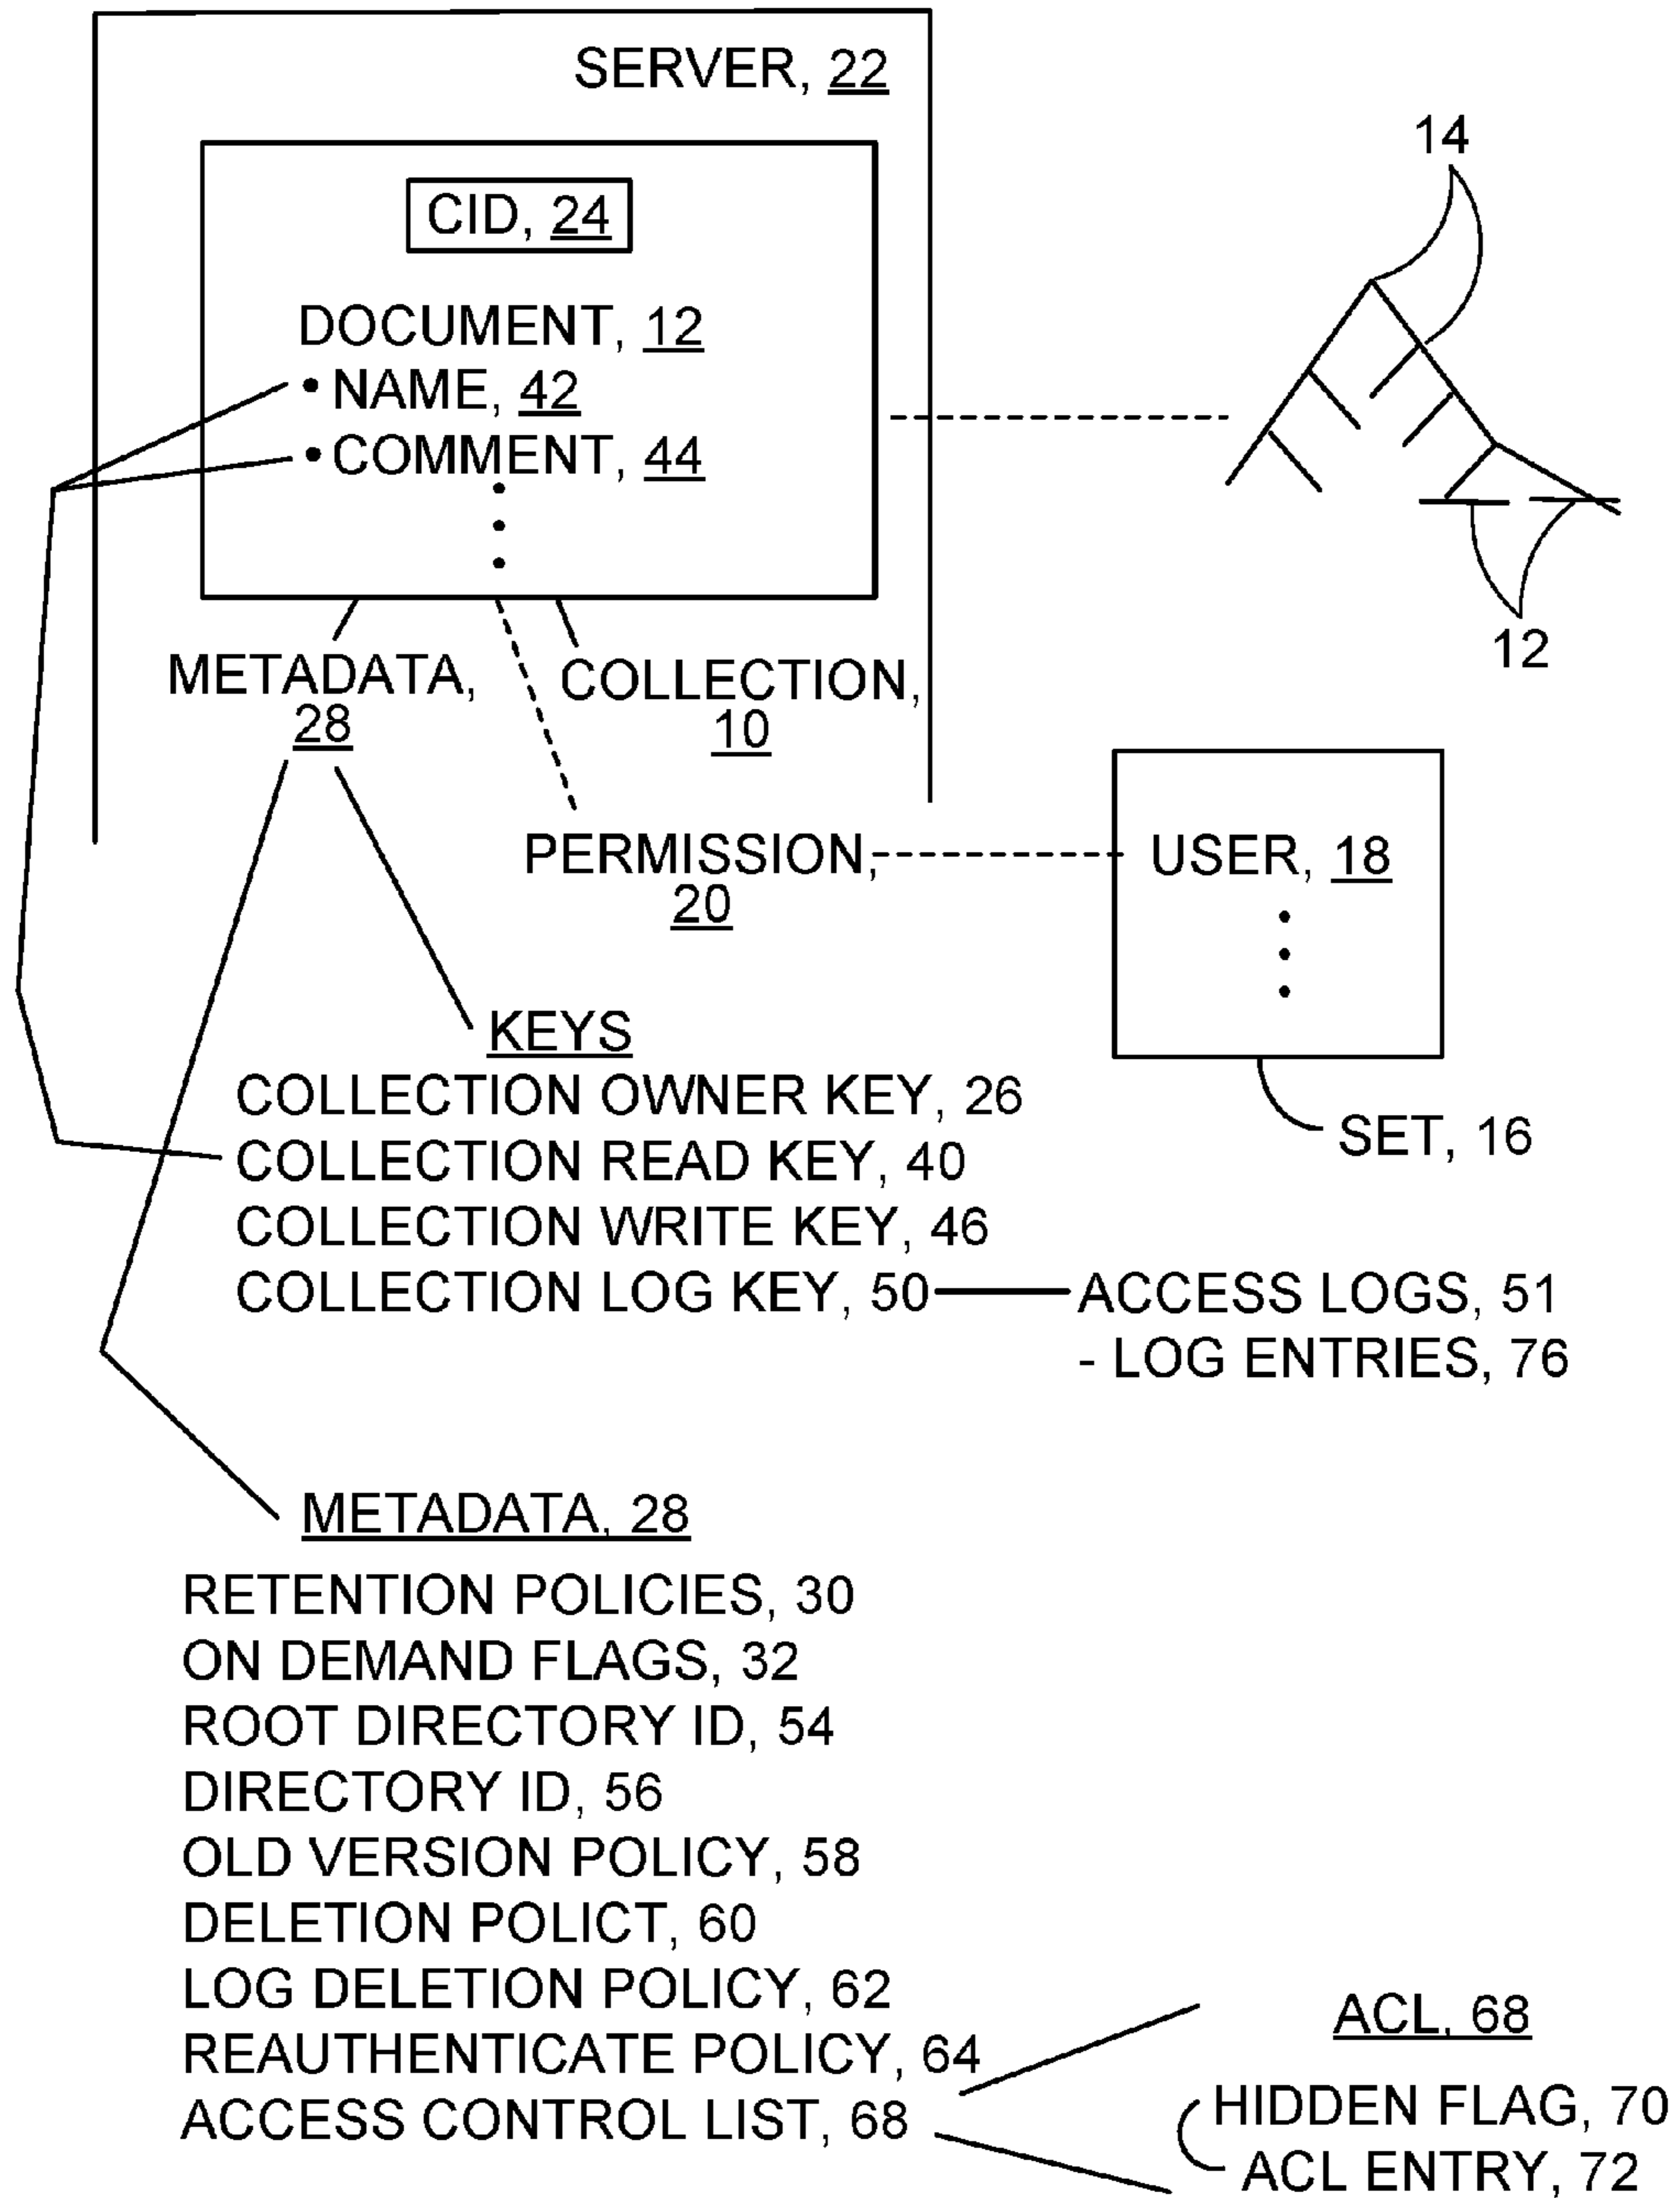 SERVER, 22
14
CID, 24
DOCUMENT, 12
• NAME, 42
• COMMENT, 44
12
METADATA, 28
COLLECTION, 10
PERMISSION, 20
USER, 18
SET, 16
KEYS
COLLECTION OWNER KEY, 26
COLLECTION READ KEY, 40
COLLECTION WRITE KEY, 46
COLLECTION LOG KEY, 50
ACCESS LOGS, 51
- LOG ENTRIES, 76
METADATA, 28
RETENTION POLICIES, 30
ON DEMAND FLAGS, 32
ROOT DIRECTORY ID, 54
DIRECTORY ID, 56
OLD VERSION POLICY, 58
DELETION POLICT, 60
LOG DELETION POLICY, 62
REAUTHENTICATE POLICY, 64
ACCESS CONTROL LIST, 68
ACL, 68
HIDDEN FLAG, 70
ACL ENTRY, 72